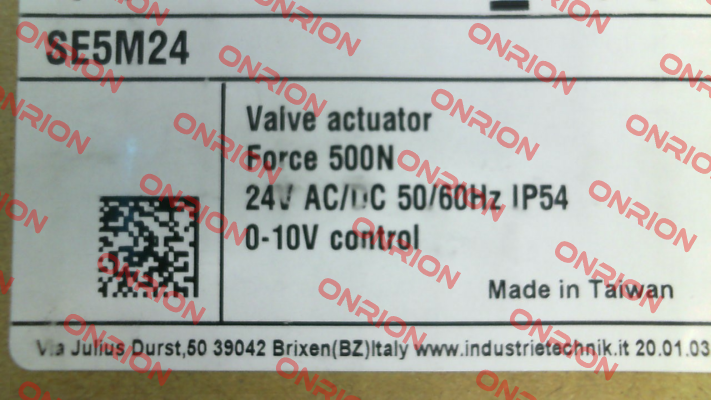 SE5M24
Valve actuator
Force 500N
24V AC/DC 50/60Hz IP54
0-10V control
Made in Taiwan
Via Julius Durst,50 39042 Brixen(BZ)Italy www.industrietechnik.it 20.01.03
ONRION